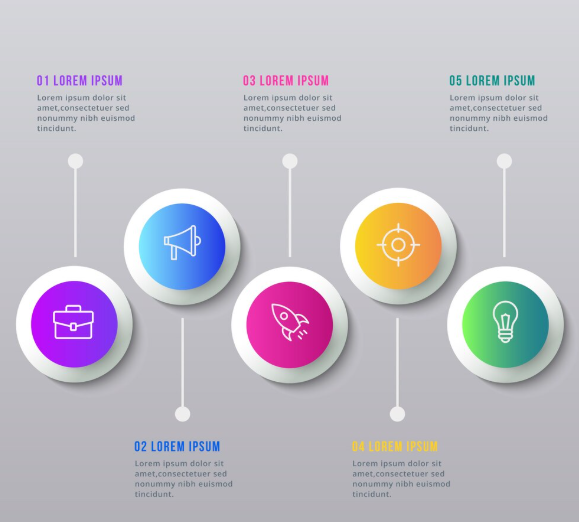 01 LOREM IPSUM
Lorem ipsum dolor sit
amet,consectetuer sed
nonummy nibh euismod
tincidunt.
02 LOREM IPSUM
Lorem ipsum dolor sit
amet,consectetuer sed
nonummy nibh euismod
tincidunt.
03 LOREM IPSUM
Lorem ipsum dolor sit
amet,consectetuer sed
nonummy nibh euismod
tincidunt.
04 LOREM IPSUM
Lorem ipsum dolor sit
amet,consectetuer sed
nonummy nibh euismod
tincidunt.
05 LOREM IPSUM
Lorem ipsum dolor sit
amet,consectetuer sed
nonummy nibh euismod
tincidunt.